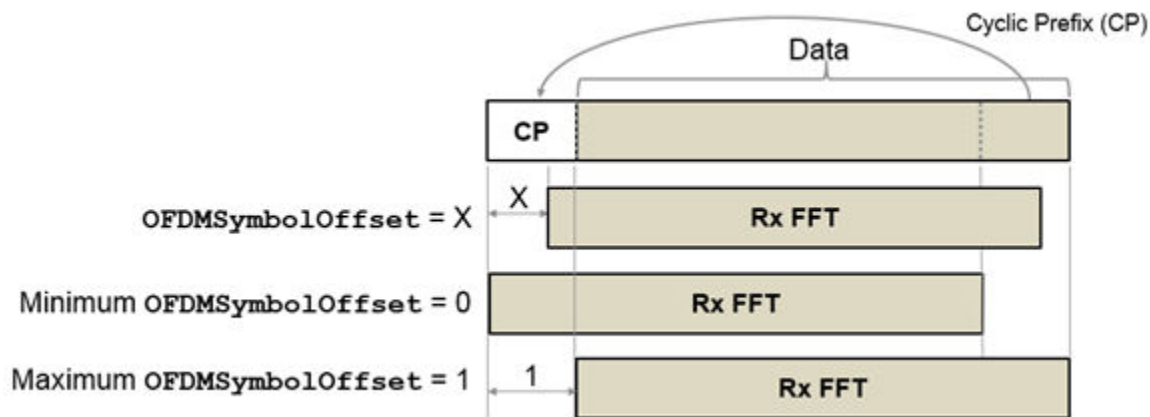 Cyclic Prefix (CP)
Data
CP
X
OFDMSymbolOffset = X
Rx FFT
Minimum OFDMSymbolOffset = 0
Rx FFT
Maximum OFDMSymbolOffset = 1
1
Rx FFT